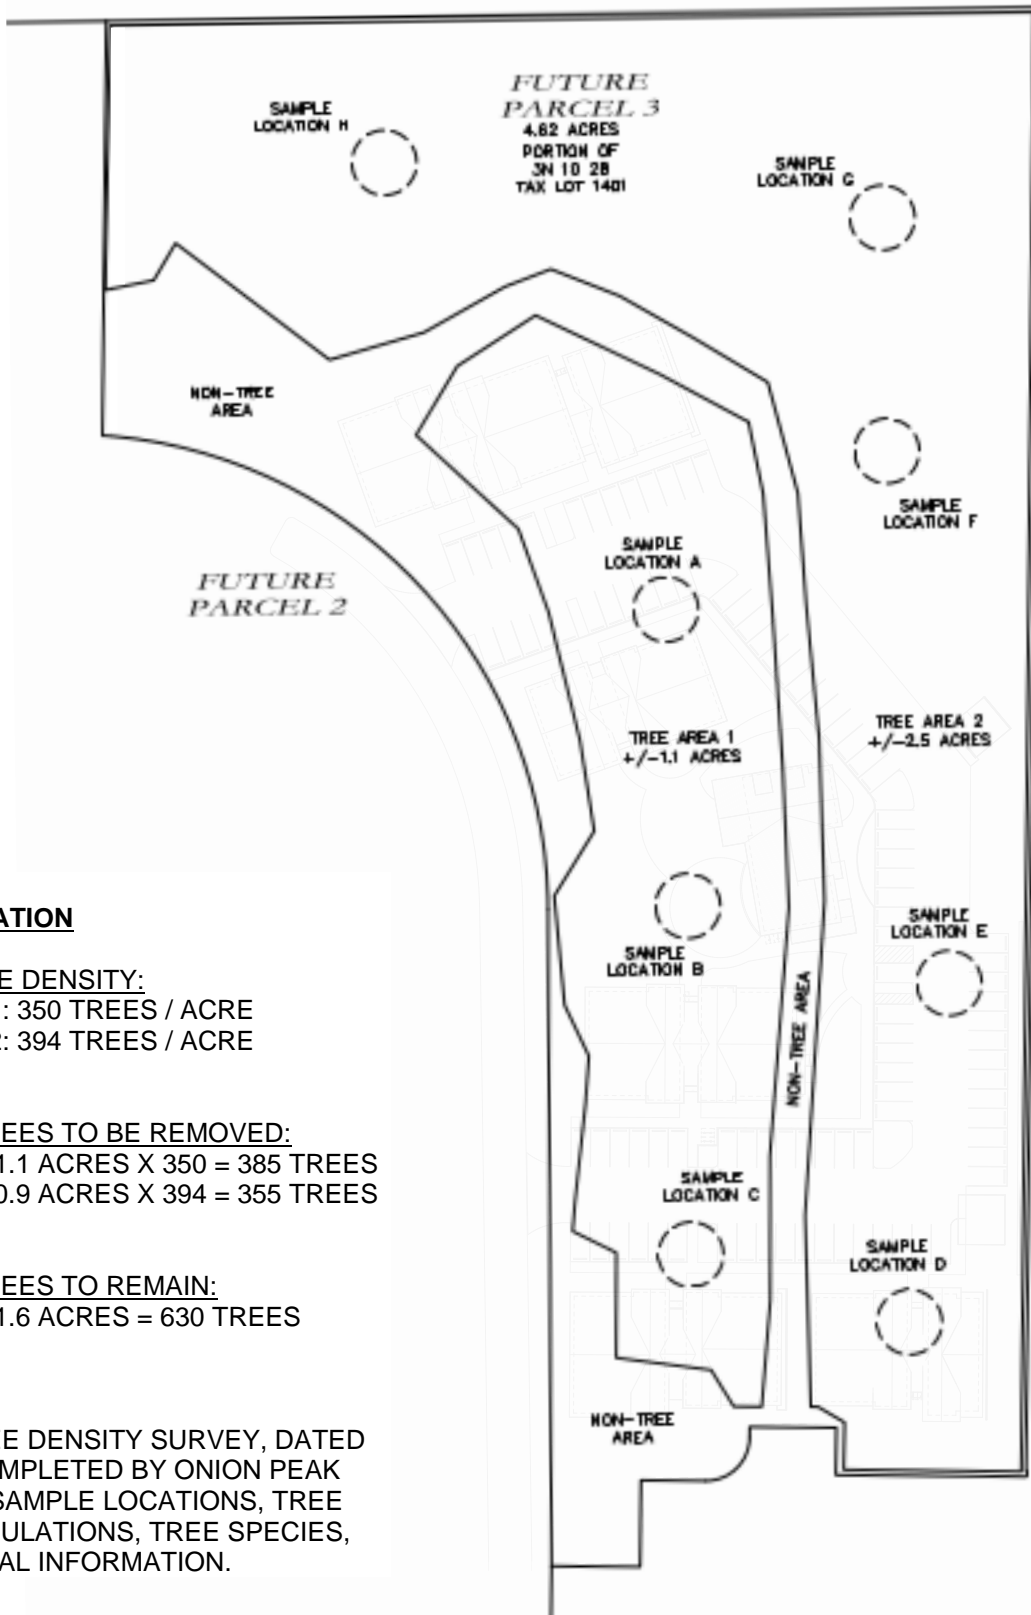 FUTURE
PARCEL 3
4.62 ACRES
PORTION OF
3N 10 28
TAX LOT 1401
SAMPLE
LOCATION H
SAMPLE
LOCATION G
NON-TREE
AREA
SAMPLE
LOCATION F
SAMPLE
LOCATION A
FUTURE
PARCEL 2
TREE AREA 1
+/-1.1 ACRES
TREE AREA 2
+/-2.5 ACRES
SAMPLE
LOCATION B
SAMPLE
LOCATION E
NON-TREE AREA
SAMPLE
LOCATION C
SAMPLE
LOCATION D
NON-TREE
AREA
ATION
E DENSITY:
: 350 TREES / ACRE
2: 394 TREES / ACRE
EES TO BE REMOVED:
1.1 ACRES X 350 = 385 TREES
0.9 ACRES X 394 = 355 TREES
EES TO REMAIN:
1.6 ACRES = 630 TREES
EE DENSITY SURVEY, DATED
MPLETED BY ONION PEAK
SAMPLE LOCATIONS, TREE
ULATIONS, TREE SPECIES,
AL INFORMATION.